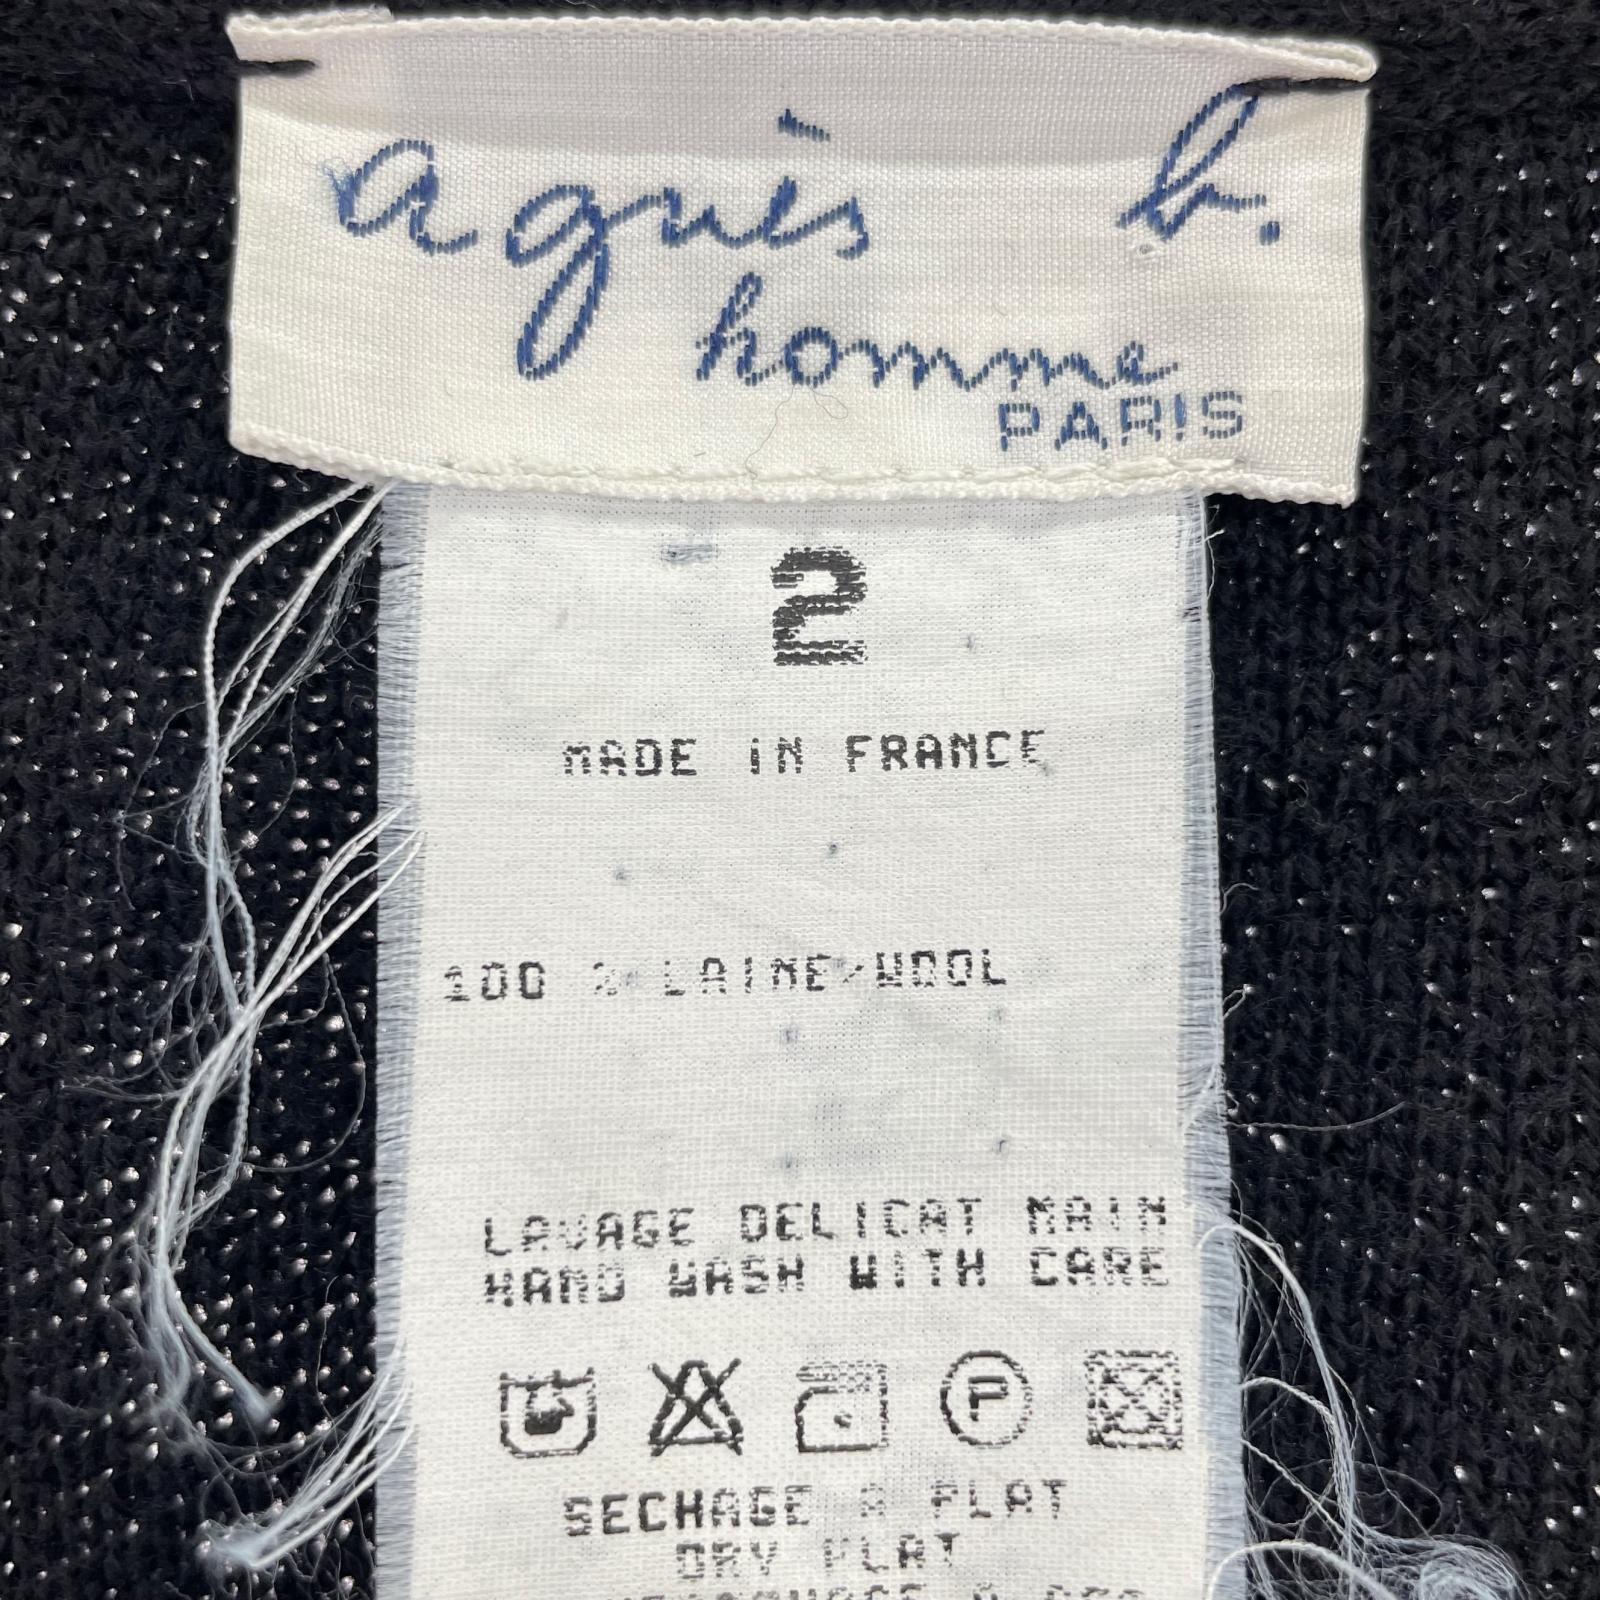 agnès b.
homme
PARIS
2
MADE IN FRANCE
100 % LAINE/WOOL
LAVAGE DELICAT MAIN
HAND WASH WITH CARE
P
SECHAGE A PLAT
DRY FLAT